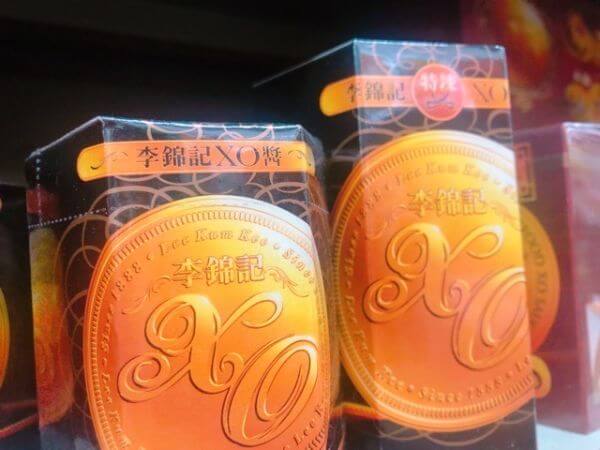 李錦記XO醬
Lee Kum Kee • Since 1888
李錦記
XO
李錦記 特選 XO
Lee Kum Kee
李錦記
XO
Since 1888